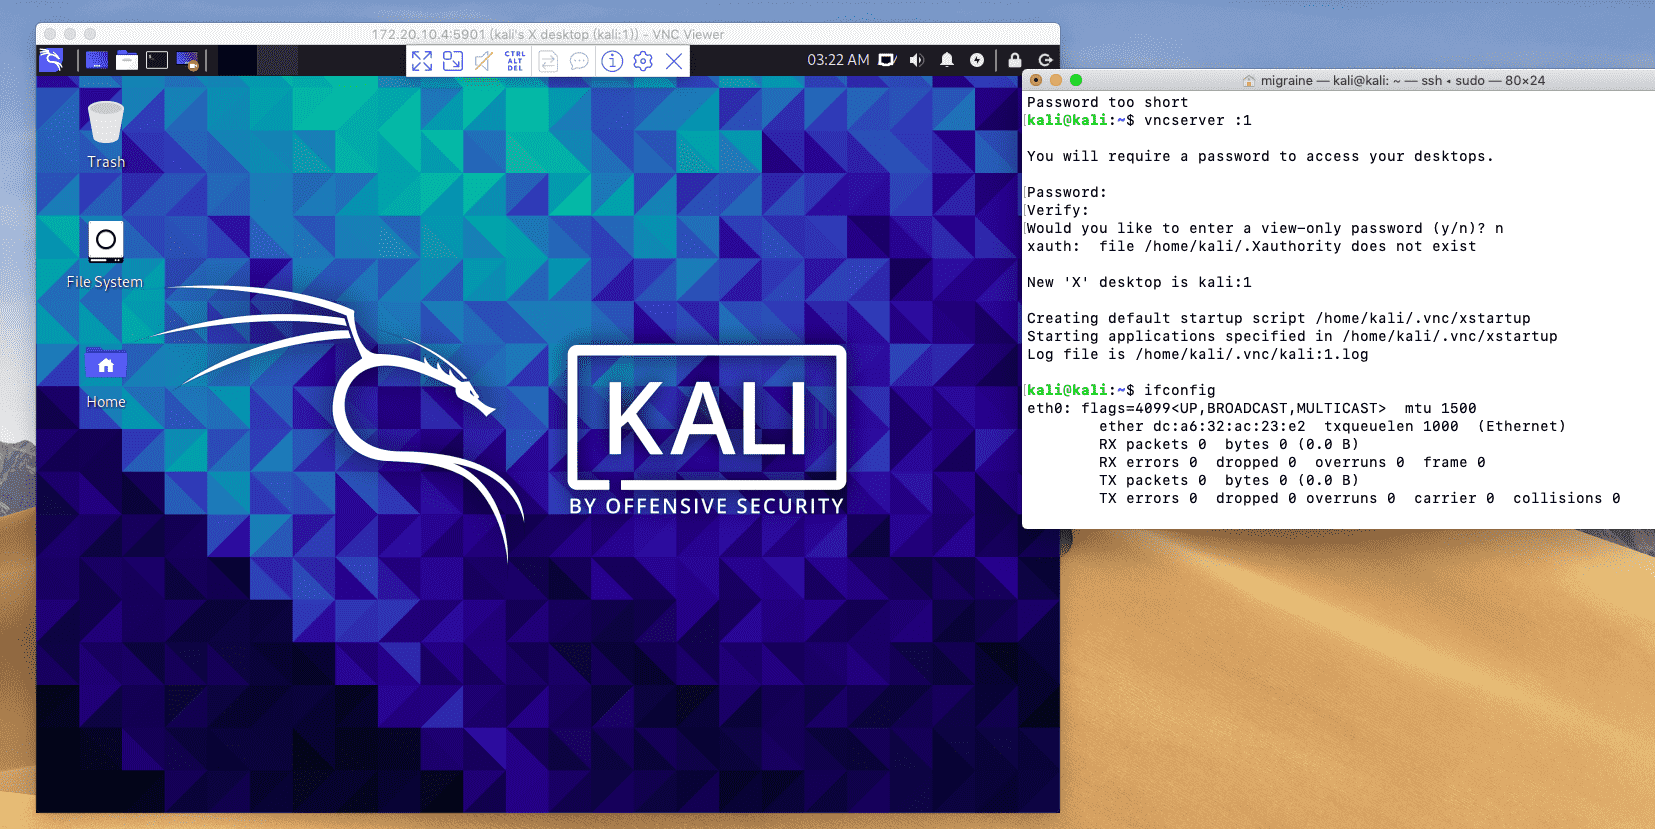 172.20.10.4:5901 (kali's X desktop (kali:1)) - VNC Viewer
CTRL
ALT
DEL
03:22 AM
Trash
File System
Home
KALI
BY OFFENSIVE SECURITY
migraine — kali@kali: ~ — ssh • sudo — 80×24
Password too short
kali@kali:~$ vncserver :1
You will require a password to access your desktops.
Password:
Verify:
Would you like to enter a view-only password (y/n)? n
xauth:  file /home/kali/.Xauthority does not exist
New 'X' desktop is kali:1
Creating default startup script /home/kali/.vnc/xstartup
Starting applications specified in /home/kali/.vnc/xstartup
Log file is /home/kali/.vnc/kali:1.log
kali@kali:~$ ifconfig
eth0: flags=4099<UP,BROADCAST,MULTICAST>  mtu 1500
ether dc:a6:32:ac:23:e2  txqueuelen 1000  (Ethernet)
RX packets 0  bytes 0 (0.0 B)
RX errors 0  dropped 0  overruns 0  frame 0
TX packets 0  bytes 0 (0.0 B)
TX errors 0  dropped 0 overruns 0  carrier 0  collisions 0